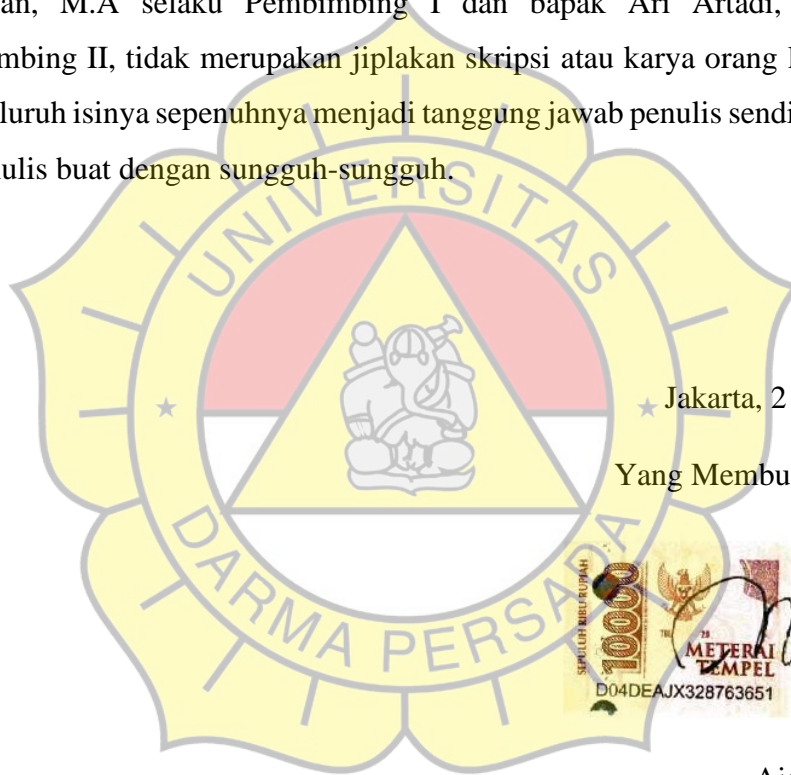 an, M.A selaku Pembimbing I dan bapak Ari Artadi,
mbing II, tidak merupakan jiplakan skripsi atau karya orang
luruh isinya sepenuhnya menjadi tanggung jawab penulis sendi
ulis buat dengan sungguh-sungguh.
UNIVERSITAS
Jakarta, 2
Yang Membu
DARMA PERSADA
SEPULUH RIBU RUPIAH
10000
METERAI
TEMPEL
D04DEAJX328763651